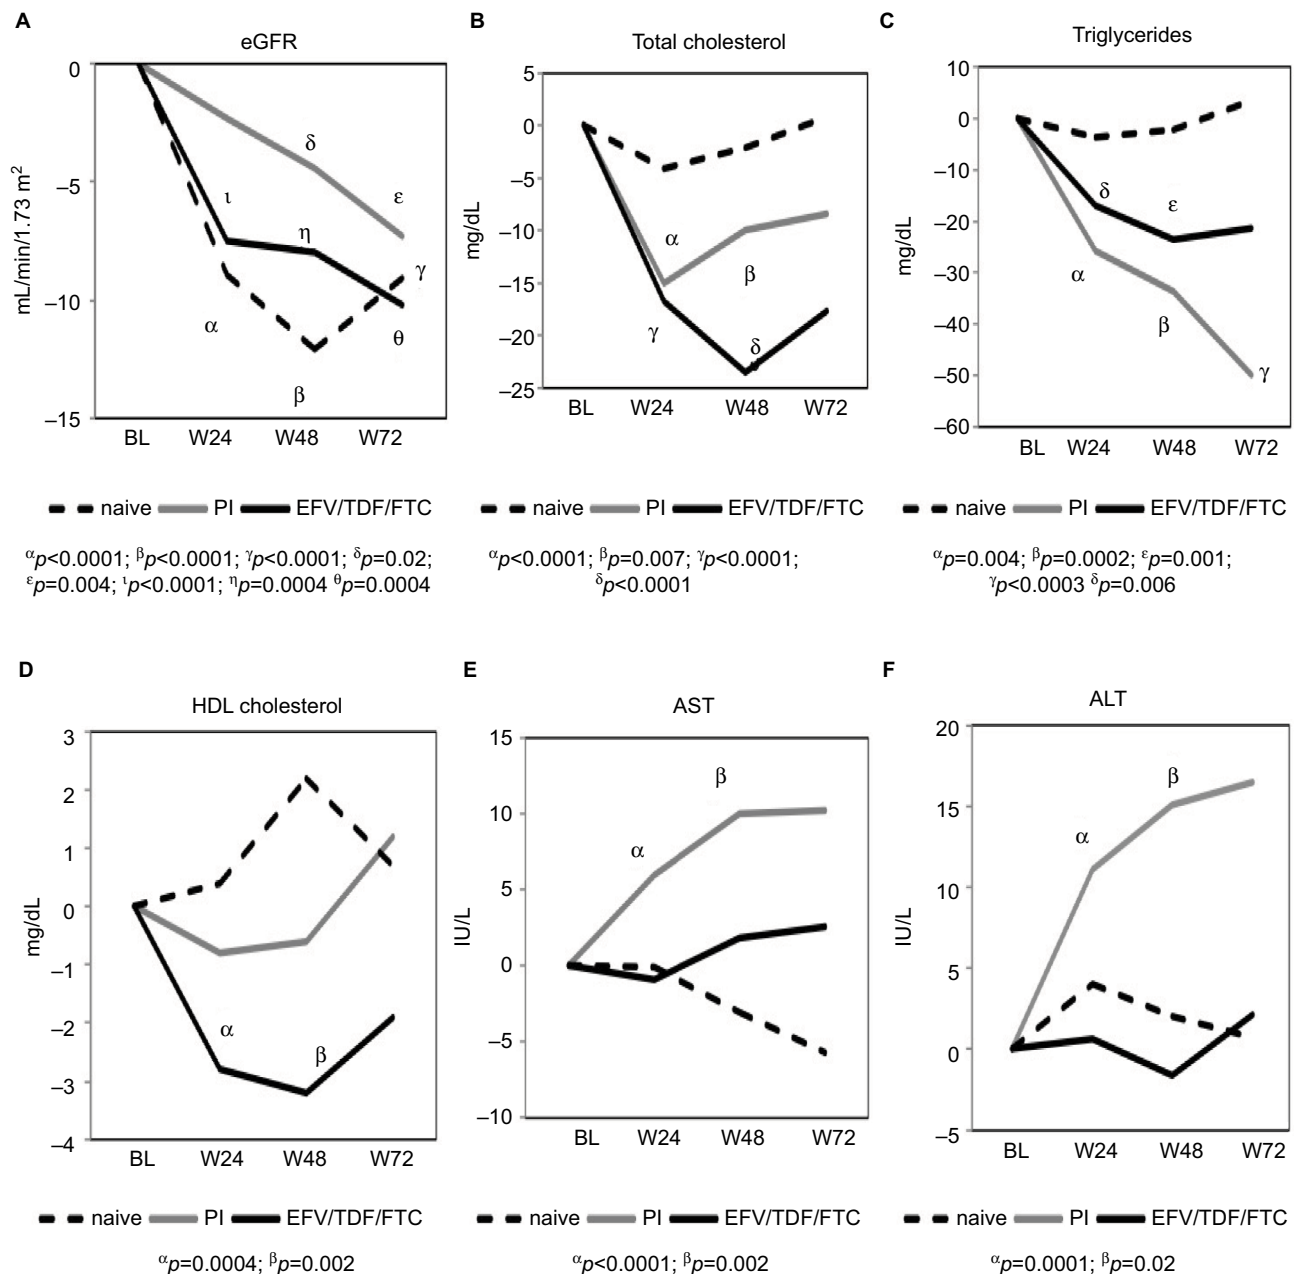 A
eGFR
0
–5
–10
–15
mL/min/1.73 m²
δ
ε
ι
η
γ
α
θ
β
BL W24 W48 W72
naive PI EFV/TDF/FTC
αp<0.0001; βp<0.0001; γp<0.0001; δp=0.02;
εp=0.004; ιp<0.0001; ηp=0.0004 θp=0.0004
B
Total cholesterol
5
0
–5
–10
–15
–20
–25
mg/dL
α
β
γ
δ
BL W24 W48 W72
naive PI EFV/TDF/FTC
αp<0.0001; βp=0.007; γp<0.0001;
δp<0.0001
C
Triglycerides
10
0
–10
–20
–30
–40
–50
–60
mg/dL
δ
ε
α
β
γ
BL W24 W48 W72
naive PI EFV/TDF/FTC
αp=0.004; βp=0.0002; εp=0.001;
γp<0.0003 δp=0.006
D
HDL cholesterol
3
2
1
0
–1
–2
–3
–4
mg/dL
α
β
BL W24 W48 W72
naive PI EFV/TDF/FTC
αp=0.0004; βp=0.002
E
AST
15
10
5
0
–5
–10
IU/L
β
α
BL W24 W48 W72
naive PI EFV/TDF/FTC
αp<0.0001; βp=0.002
F
ALT
20
15
10
5
0
–5
IU/L
β
α
BL W24 W48 W72
naive PI EFV/TDF/FTC
αp=0.0001; βp=0.02